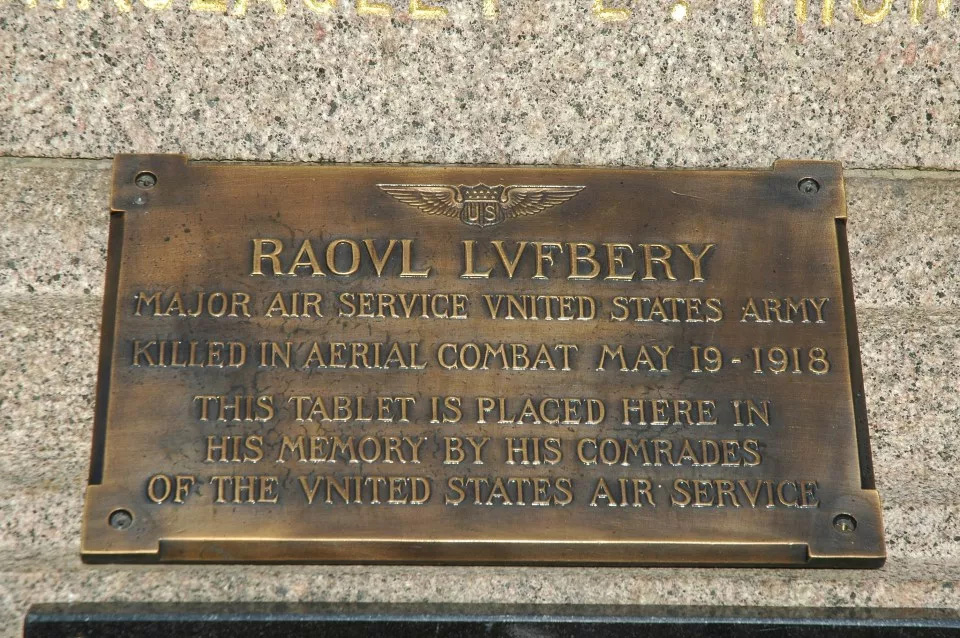 US
RAOVL LVFBERY
MAJOR AIR SERVICE VNITED STATES ARMY
KILLED IN AERIAL COMBAT MAY 19 - 1918
THIS TABLET IS PLACED HERE IN
HIS MEMORY BY HIS COMRADES
OF THE VNITED STATES AIR SERVICE